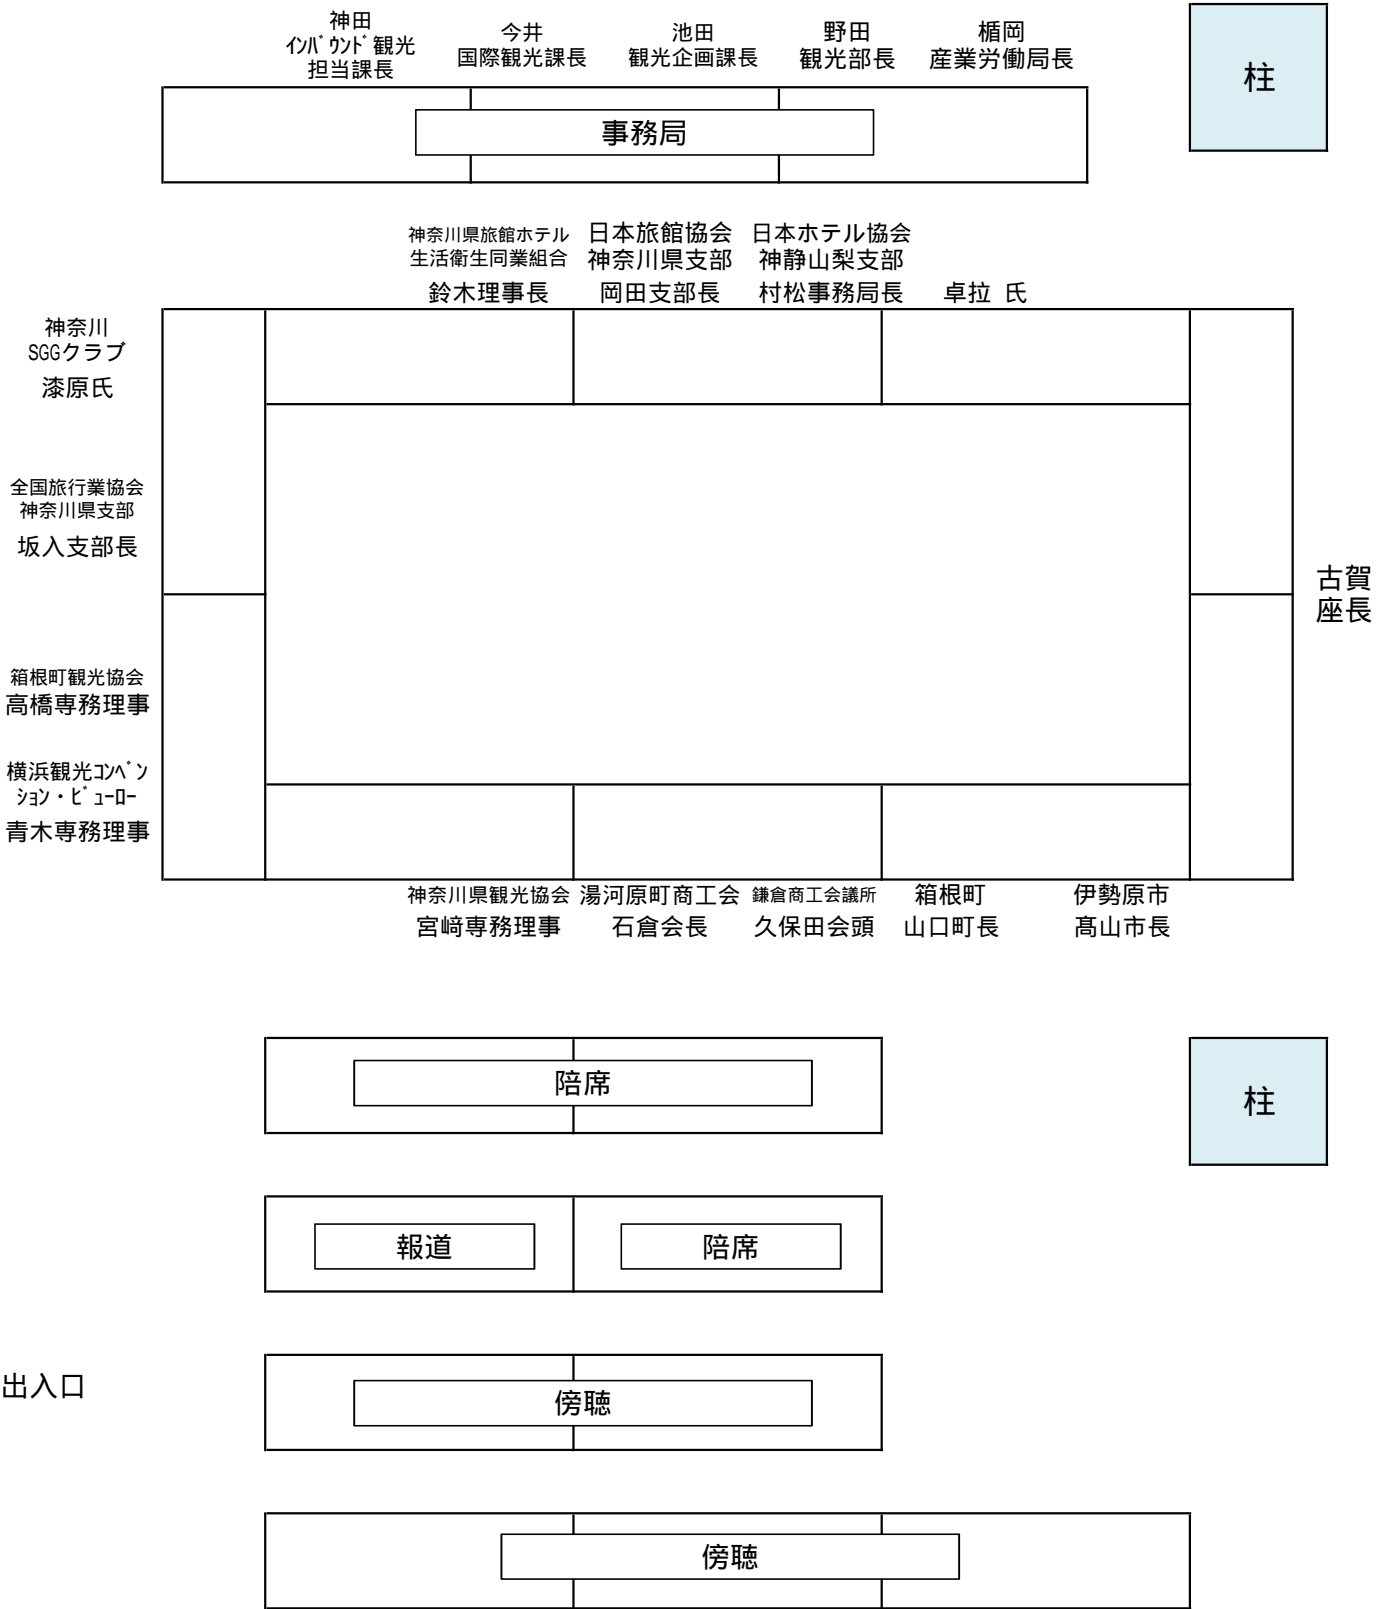 神田
ｲﾝﾊﾞｳﾝﾄﾞ観光
担当課長
今井
国際観光課長
池田
観光企画課長
野田
観光部長
楯岡
産業労働局長
柱
事務局
神奈川県旅館ホテル
生活衛生同業組合
鈴木理事長
日本旅館協会
神奈川県支部
岡田支部長
日本ホテル協会
神静山梨支部
村松事務局長
卓拉 氏
神奈川
SGGクラブ
漆原氏
全国旅行業協会
神奈川県支部
坂入支部長
古賀
座長
箱根町観光協会
高橋専務理事
横浜観光ｺﾝﾍﾞﾝ
ｼｮﾝ・ﾋﾞｭｰﾛｰ
青木専務理事
神奈川県観光協会
宮﨑専務理事
湯河原町商工会
石倉会長
鎌倉商工会議所
久保田会頭
箱根町
山口町長
伊勢原市
髙山市長
陪席
柱
報道
陪席
出入口
傍聴
傍聴